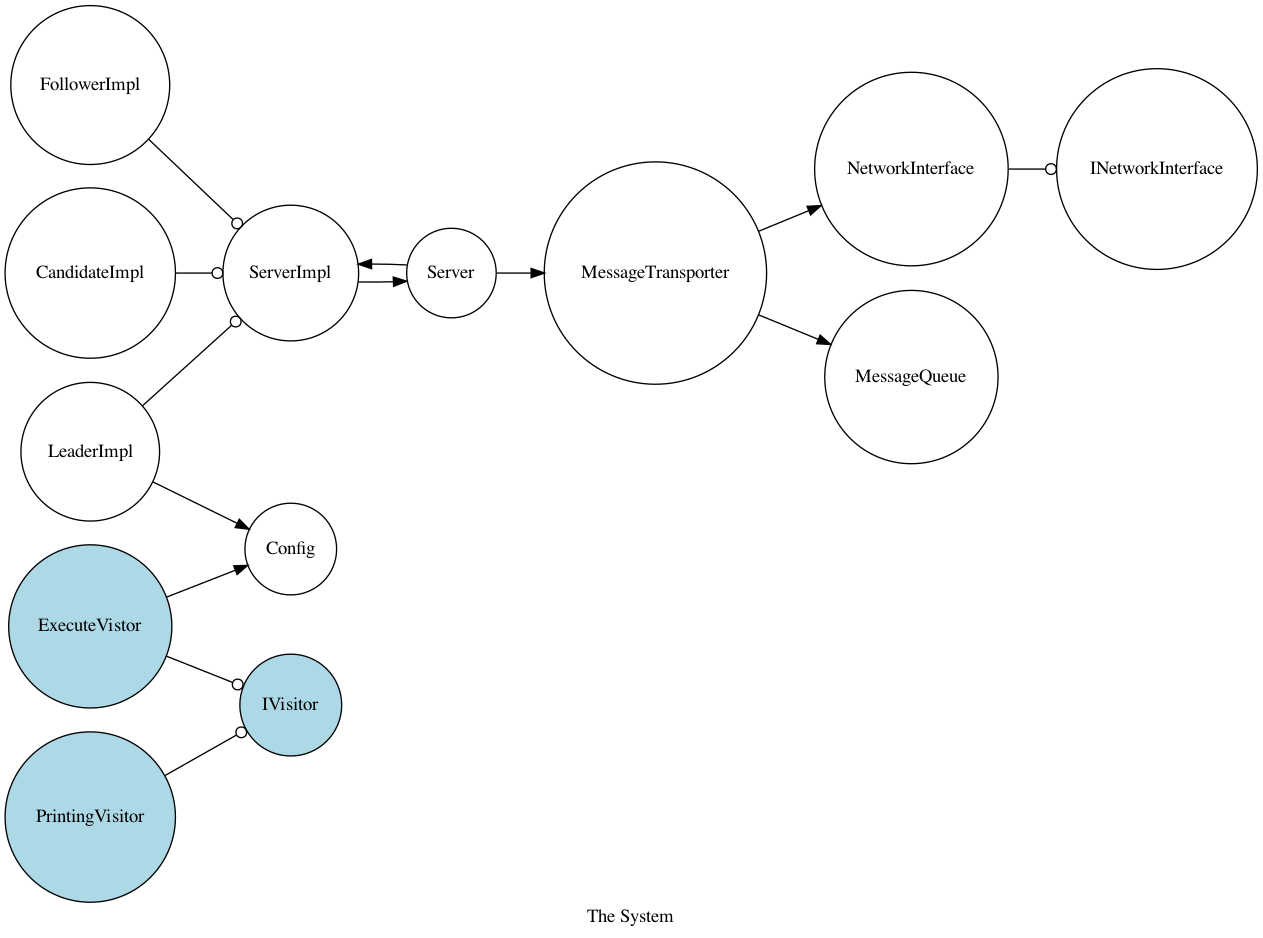 FollowerImpl
CandidateImpl
ServerImpl
Server
MessageTransporter
NetworkInterface
INetworkInterface
MessageQueue
LeaderImpl
Config
ExecuteVistor
IVisitor
PrintingVisitor
The System